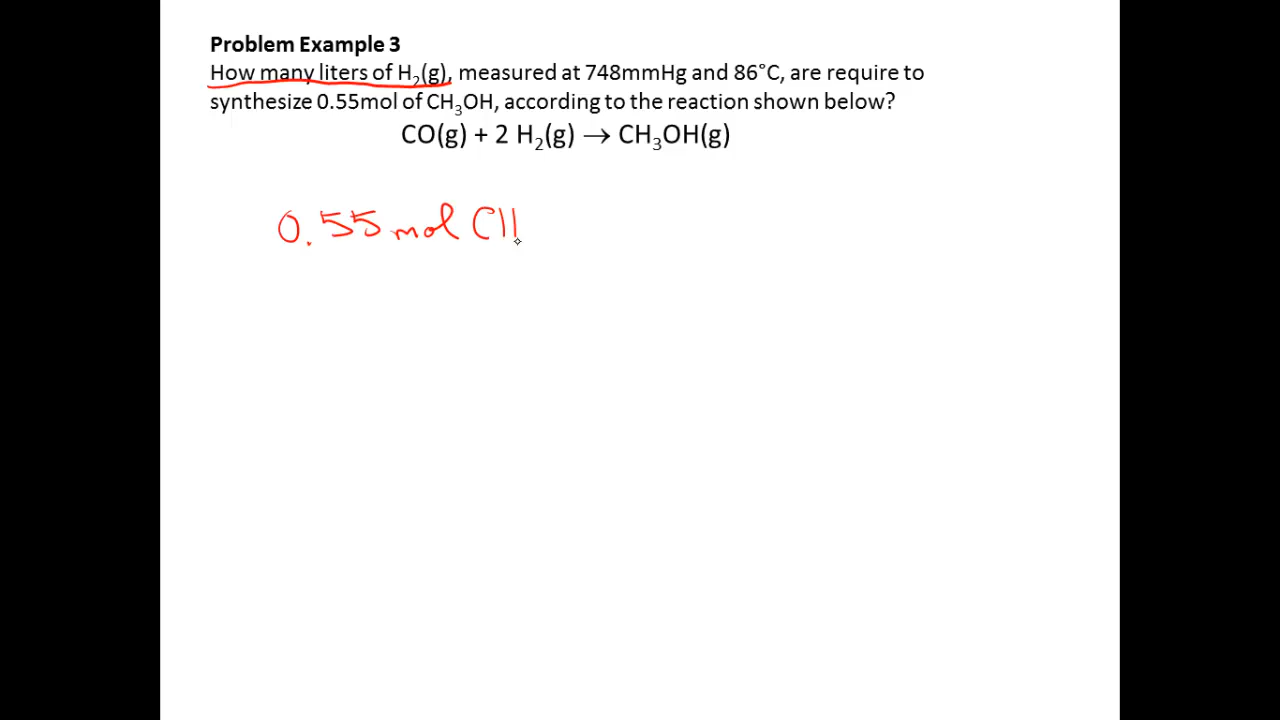 Problem Example 3
How many liters of H₂(g), measured at 748mmHg and 86°C, are require to
synthesize 0.55mol of CH₃OH, according to the reaction shown below?
CO(g) + 2 H₂(g) → CH₃OH(g)
0.55 mol CH